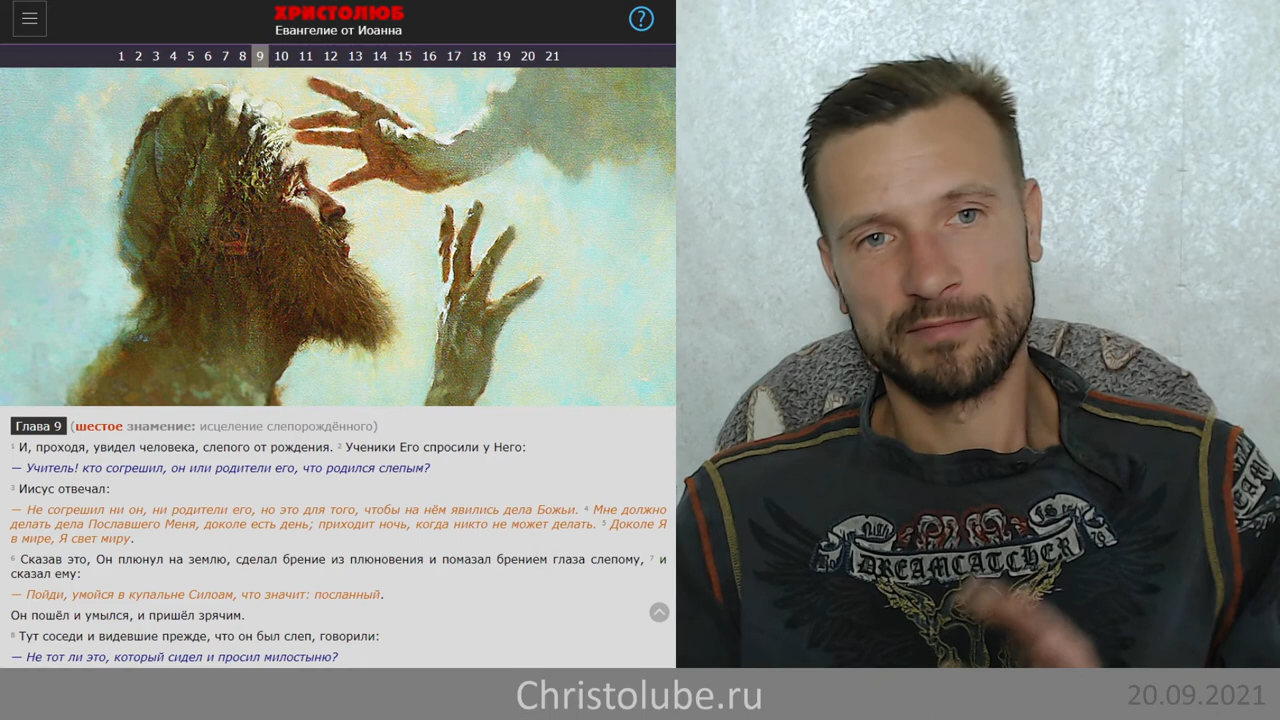 ХРИСТОЛЮБ
Евангелие от Иоанна
1 2 3 4 5 6 7 8 9 10 11 12 13 14 15 16 17 18 19 20 21
Глава 9 (шестое знамение: исцеление слепорождённого)
1 И, проходя, увидел человека, слепого от рождения. 2 Ученики Его спросили у Него:
— Учитель! кто согрешил, он или родители его, что родился слепым?
3 Иисус отвечал:
— Не согрешил ни он, ни родители его, но это для того, чтобы на нём явились дела Божьи. 4 Мне должно
делать дела Пославшего Меня, доколе есть день; приходит ночь, когда никто не может делать. 5 Доколе Я
в мире, Я свет миру.
6 Сказав это, Он плюнул на землю, сделал брение из плюновения и помазал брением глаза слепому, 7 и
сказал ему:
— Пойди, умойся в купальне Силоам, что значит: посланный.
Он пошёл и умылся, и пришёл зрячим.
8 Тут соседи и видевшие прежде, что он был слеп, говорили:
— Не тот ли это, который сидел и просил милостыню?
DREAMCATCHER
Christolube.ru
20.09.2021